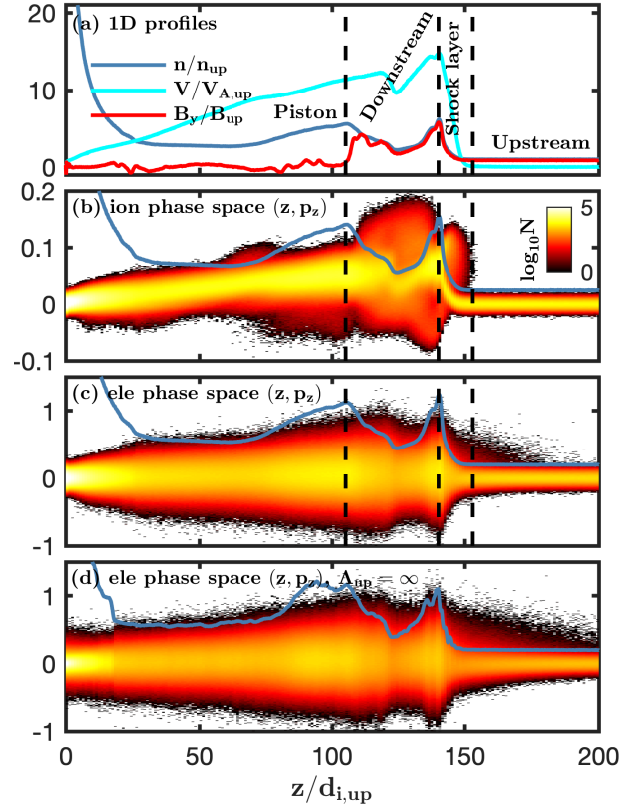 (a) 1D profiles
n/n_up
V/V_A,up
B_y/B_up
Piston
Downstream
Shock layer
Upstream
20
10
0
(b) ion phase space (z, p_z)
0.2
0.1
0
-0.1
log₁₀N
5
0
(c) ele phase space (z, p_z)
1
0
-1
(d) ele phase space (z, p_z), Λ_up = ∞
1
0
-1
0 50 100 150 200
z/d_i,up